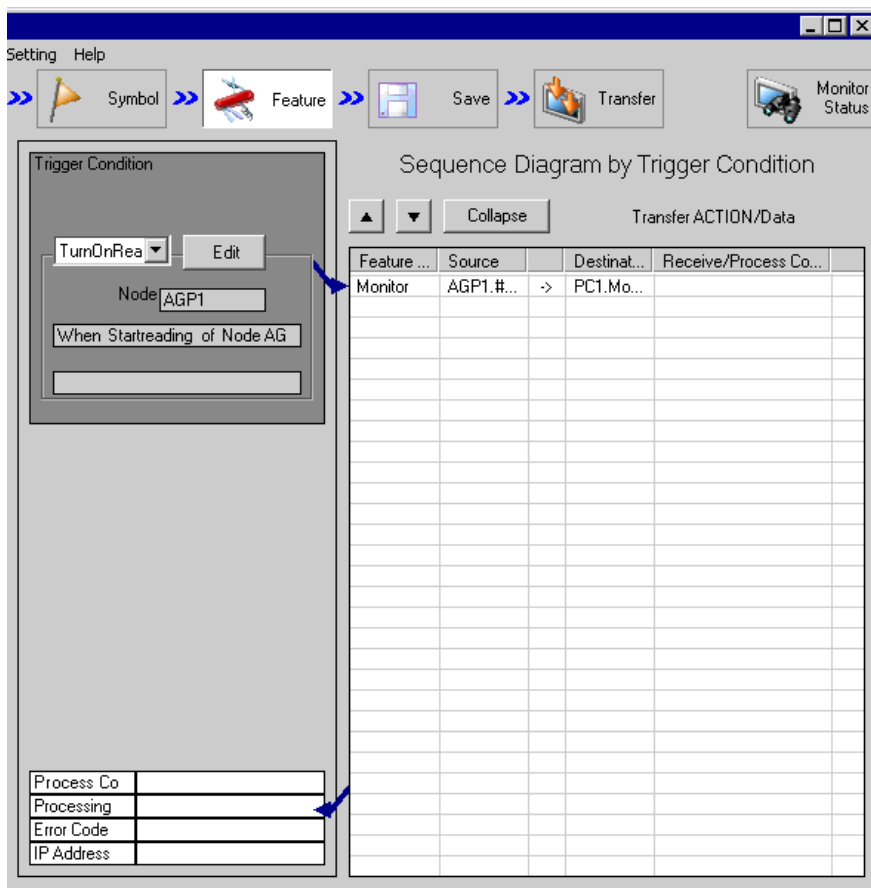 Setting Help
Symbol
Feature
Save
Transfer
Monitor
Status
Trigger Condition
TurnOnRea
Edit
Node AGP1
When Startreading of Node AG
Sequence Diagram by Trigger Condition
Collapse
Transfer ACTION/Data
Feature ... Source Destinat... Receive/Process Co...
Monitor AGP1.#... -> PC1.Mo...
Process Co
Processing
Error Code
IP Address